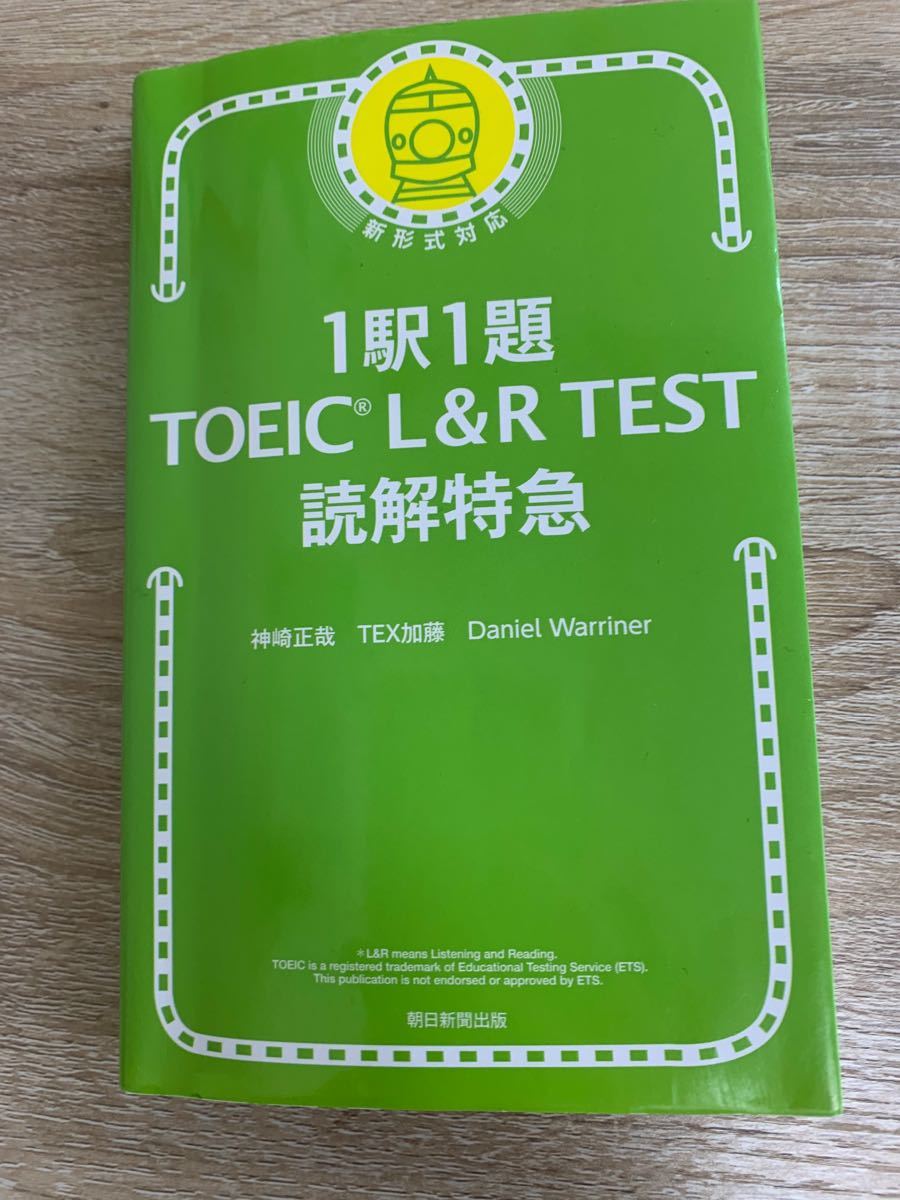 新形式対応
1駅1題
TOEIC® L&R TEST
読解特急
神崎正哉 TEX加藤 Daniel Warriner
*L&R means Listening and Reading.
TOEIC is a registered trademark of Educational Testing Service (ETS).
This publication is not endorsed or approved by ETS.
朝日新聞出版